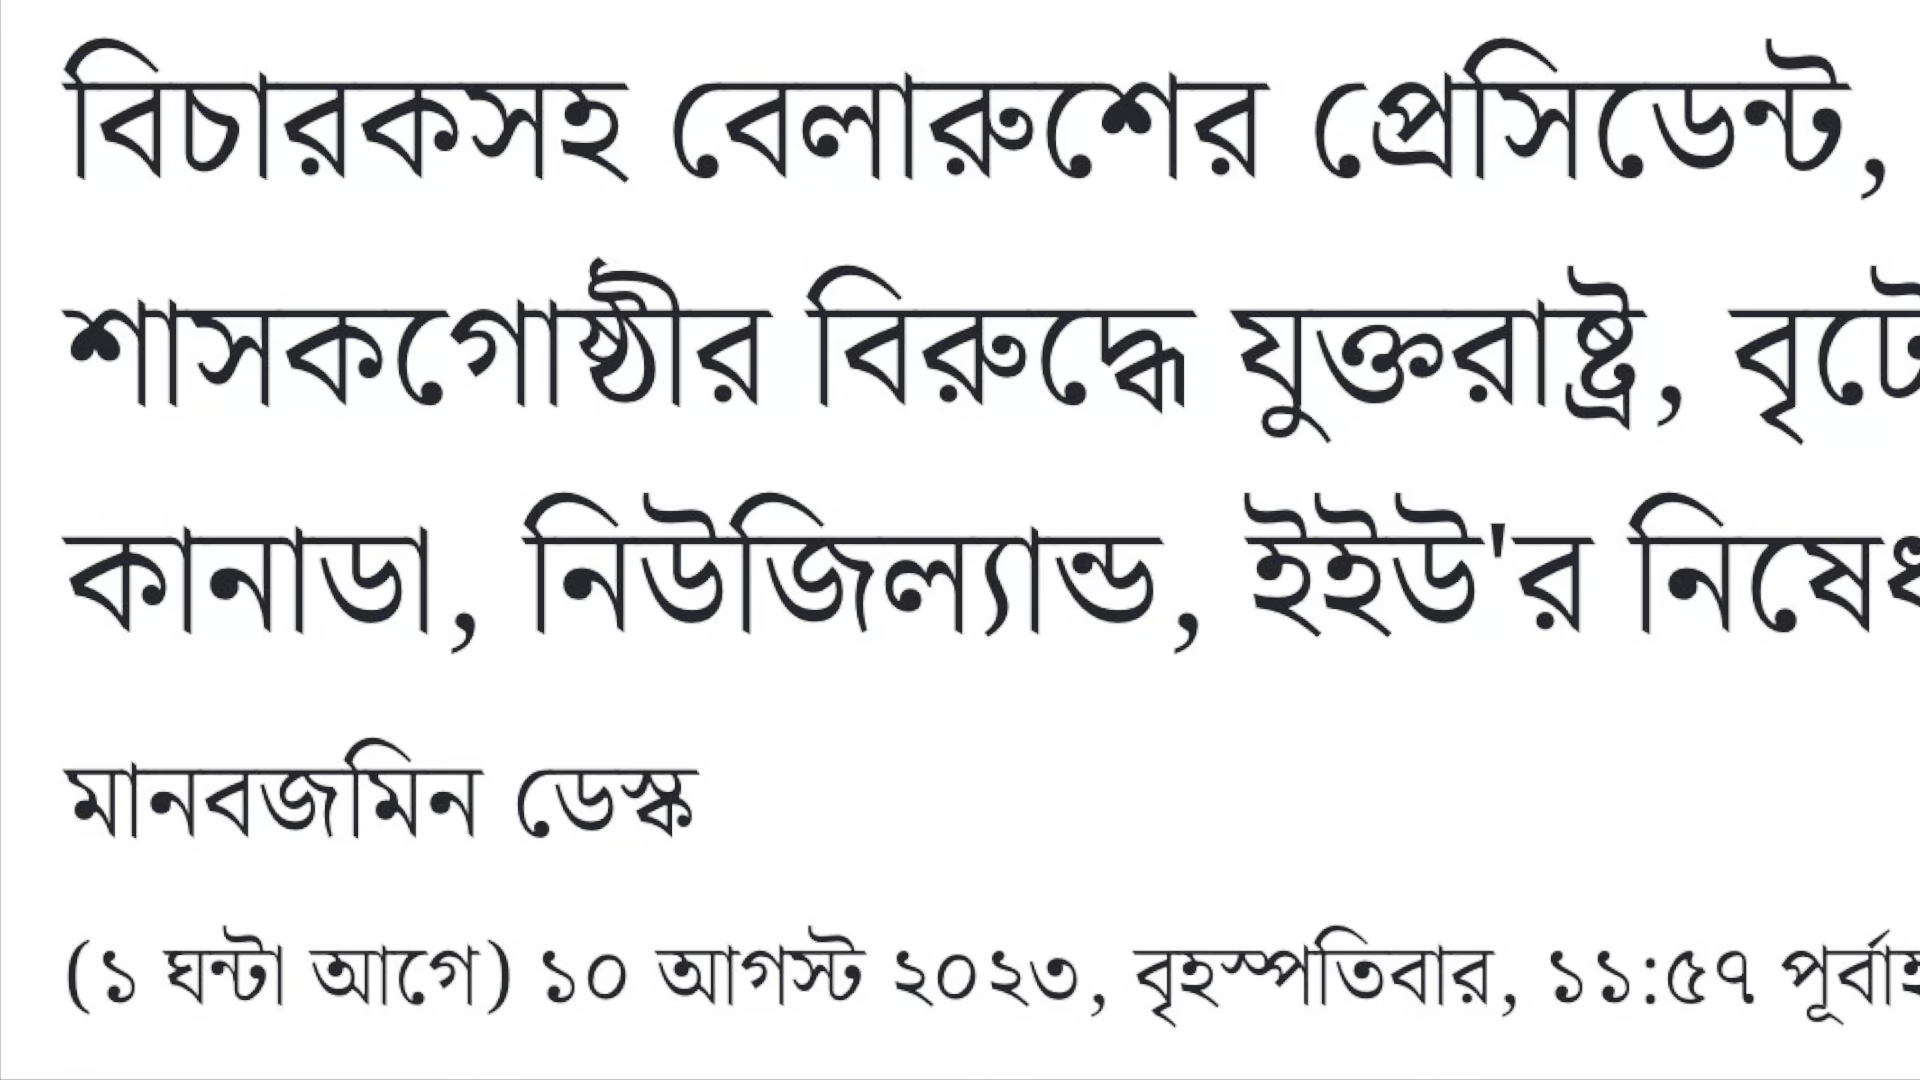 বিচারকসহ বেলারুশের প্রেসিডেন্ট,
শাসকগোষ্ঠীর বিরুদ্ধে যুক্তরাষ্ট্র,
কানাডা, নিউজিল্যান্ড, ইইউ'র
মানবজমিন ডেস্ক
(১ ঘন্টা আগে) ১০ আগস্ট ২০২৩, বৃহস্পতিবার, ১১:৫৭